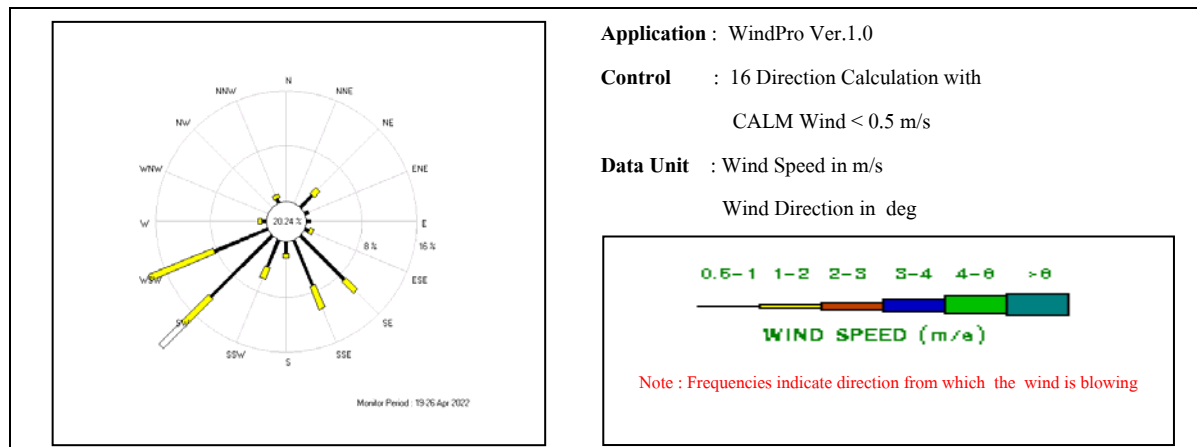 N
NNW
NNE
NW
NE
WNW
ENE
W
20.24 %
E
8 %
16 %
WSW
ESE
SW
SE
SSW
SSE
S
Monitor Period : 19-26 Apr 2022
Application : WindPro Ver.1.0
Control : 16 Direction Calculation with
CALM Wind < 0.5 m/s
Data Unit : Wind Speed in m/s
Wind Direction in deg
0.5-1 1-2 2-3 3-4
WIND SPEED
Note : Frequencies indicate direction from which the wind is blowing